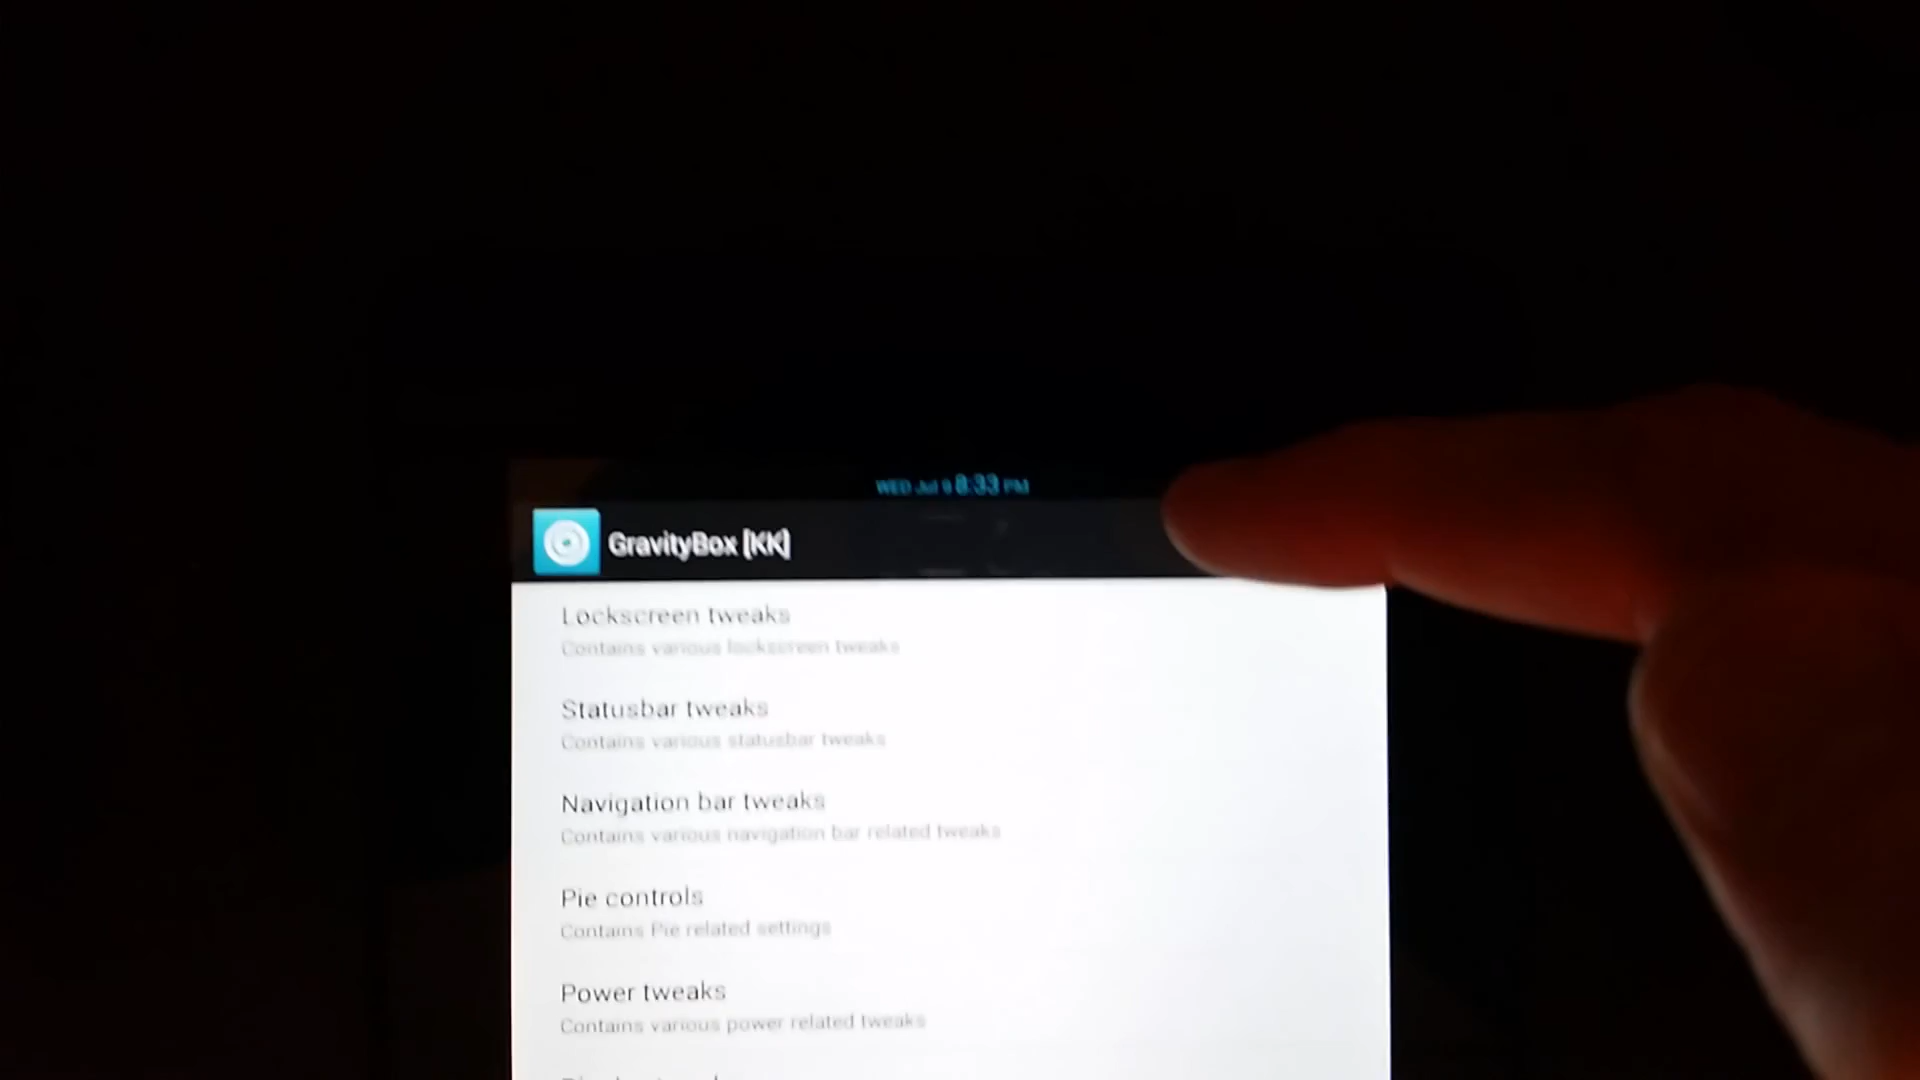 WED Jul 9 8:33 PM
GravityBox [KK]
Lockscreen tweaks
Contains various lockscreen tweaks
Statusbar tweaks
Contains various statusbar tweaks
Navigation bar tweaks
Contains various navigation bar related tweaks
Pie controls
Contains Pie related settings
Power tweaks
Contains various power related tweaks